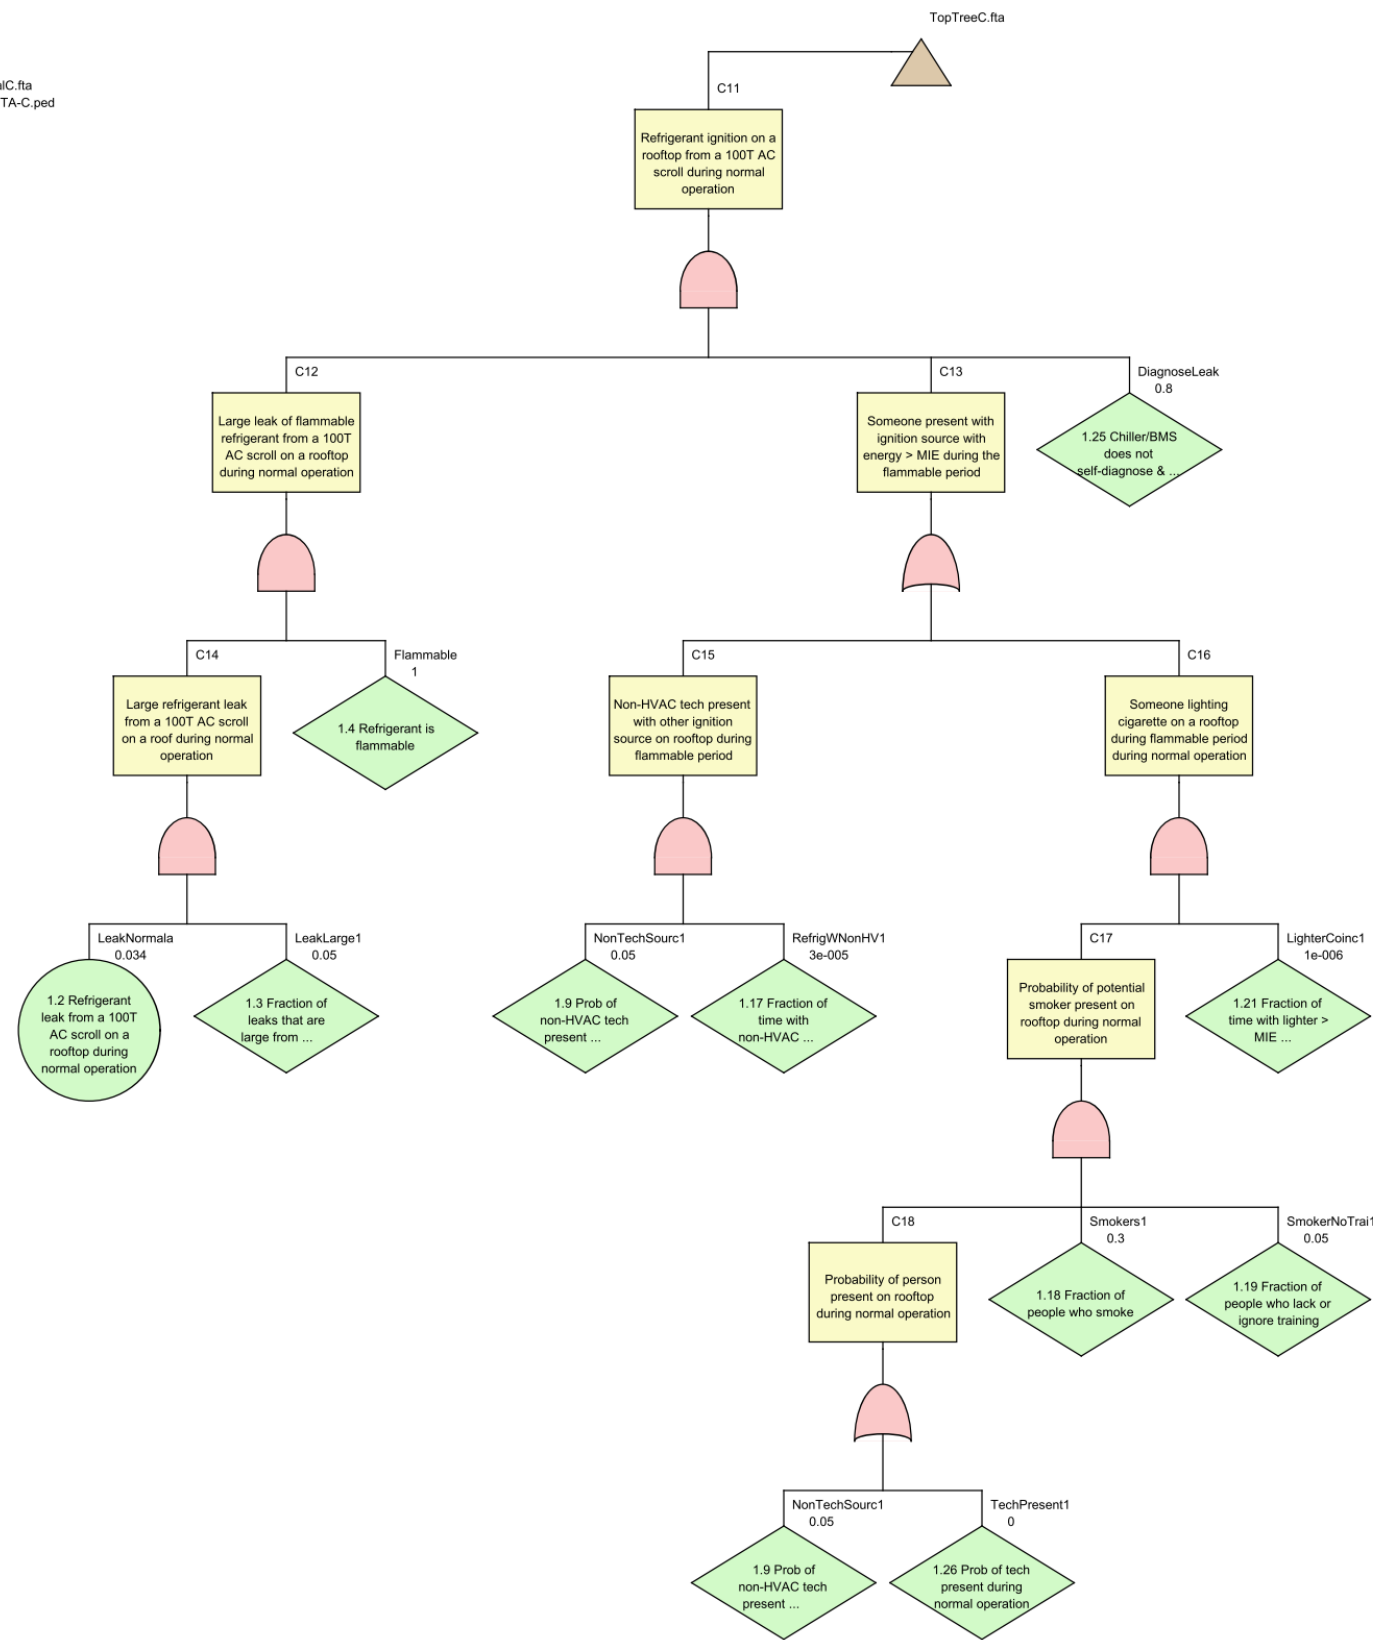 TopTreeC.fta
C.fta
TA-C.ped
C11
Refrigerant ignition on a
rooftop from a 100T AC
scroll during normal
operation
C12
Large leak of flammable
refrigerant from a 100T
AC scroll on a rooftop
during normal operation
C13
Someone present with
ignition source with
energy > MIE during the
flammable period
DiagnoseLeak
0.8
1.25 Chiller/BMS
does not
self-diagnose & ...
C14
Large refrigerant leak
from a 100T AC scroll
on a roof during normal
operation
Flammable
1
1.4 Refrigerant is
flammable
C15
Non-HVAC tech present
with other ignition
source on rooftop during
flammable period
C16
Someone lighting
cigarette on a rooftop
during flammable period
during normal operation
LeakNormala
0.034
1.2 Refrigerant
leak from a 100T
AC scroll on a
rooftop during
normal operation
LeakLarge1
0.05
1.3 Fraction of
leaks that are
large from ...
NonTechSourc1
0.05
1.9 Prob of
non-HVAC tech
present ...
RefrigWNonHV1
3e-005
1.17 Fraction of
time with
non-HVAC ...
C17
Probability of potential
smoker present on
rooftop during normal
operation
LighterCoinc1
1e-006
1.21 Fraction of
time with lighter >
MIE ...
C18
Probability of person
present on rooftop
during normal operation
Smokers1
0.3
1.18 Fraction of
people who smoke
SmokerNoTrai1
0.05
1.19 Fraction of
people who lack or
ignore training
NonTechSourc1
0.05
1.9 Prob of
non-HVAC tech
present ...
TechPresent1
0
1.26 Prob of tech
present during
normal operation